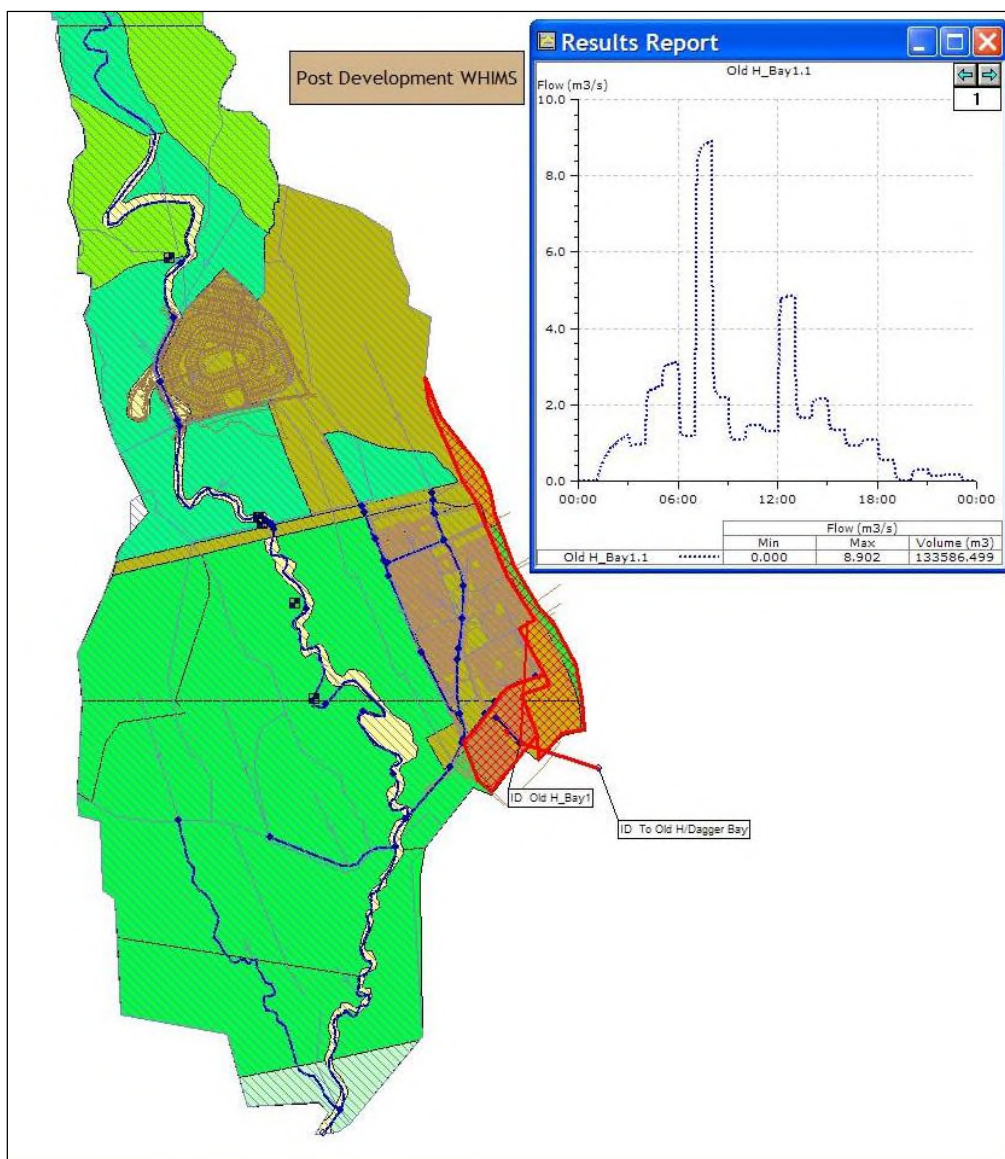 Post Development WHIMS
Results Report
Old H_Bay1.1
Flow (m3/s)
1
10.0
8.0
6.0
4.0
2.0
0.0
00:00 06:00 12:00 18:00 00:00
Flow (m3/s)
Min Max Volume (m3)
Old H_Bay1.1 0.000 8.902 133586.499
ID Old H_Bay1
ID To Old H/Dagger Bay